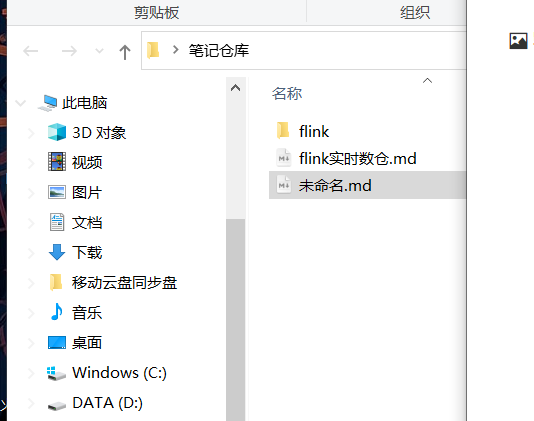 剪贴板
组织
笔记仓库
此电脑
3D 对象
视频
图片
文档
下载
移动云盘同步盘
音乐
桌面
Windows (C:)
DATA (D:)
名称
flink
flink实时数仓.md
未命名.md